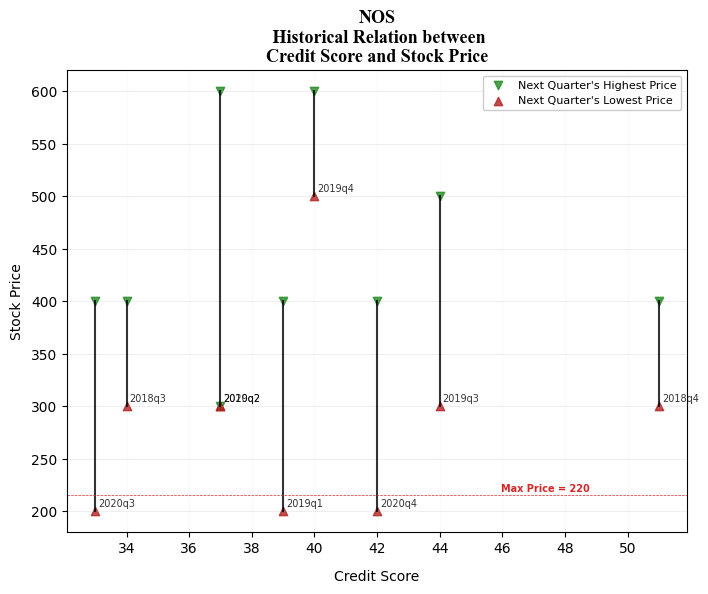 NOS
Historical Relation between
Credit Score and Stock Price
Next Quarter's Highest Price
Next Quarter's Lowest Price
Stock Price
600
550
500
450
400
350
300
250
200
2019q4
2018q3
2019q3
2018q4
Max Price = 220
2020q3
2019q1
2020q4
34
36
38
40
42
44
46
48
50
Credit Score